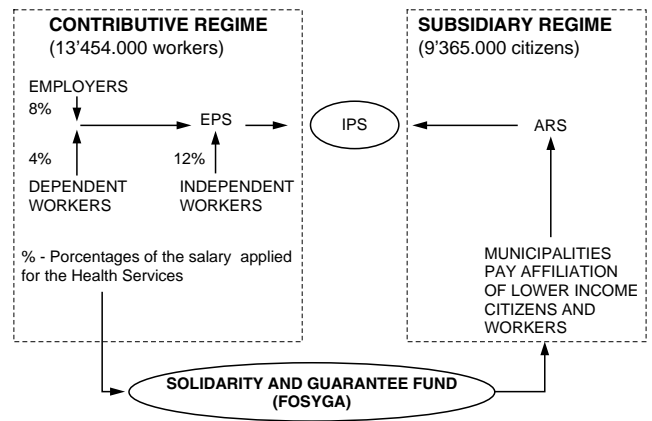 CONTRIBUTIVE REGIME
(13'454.000 workers)
EMPLOYERS
8%
EPS
4%
12%
DEPENDENT
WORKERS
INDEPENDENT
WORKERS
% - Porcentages of the salary applied
for the Health Services
IPS
SUBSIDIARY REGIME
(9'365.000 citizens)
ARS
MUNICIPALITIES
PAY AFFILIATION
OF LOWER INCOME
CITIZENS AND
WORKERS
SOLIDARITY AND GUARANTEE FUND
(FOSYGA)